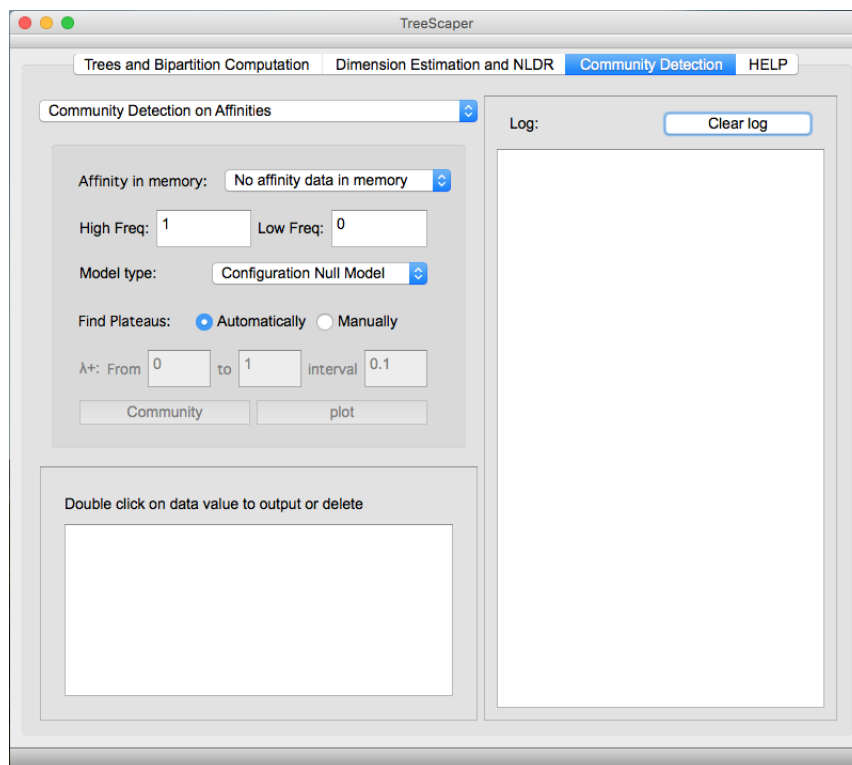 TreeScaper
Trees and Bipartition Computation Dimension Estimation and NLDR Community Detection HELP
Community Detection on Affinities
Affinity in memory: No affinity data in memory
High Freq: 1 Low Freq: 0
Model type: Configuration Null Model
Find Plateaus: Automatically Manually
λ+: From 0 to 1 interval 0.1
Community plot
Double click on data value to output or delete
Log: Clear log